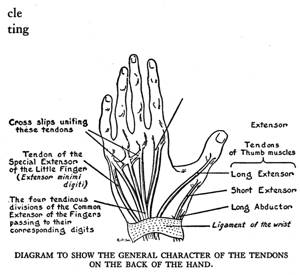 cle
ting
Cross slips unifing
these tendons
Tendon of the
Special Extensor
of the Little Finger
(Extensor minimi
digiti)
The four tendinous
divisions of the Common
Extensor of the Fingers
passing to their
corresponding digits
Extensor
Tendons
of Thumb muscles
Long Extensor
Short Extensor
Long Abductor
Ligament of the wrist
DIAGRAM TO SHOW THE GENERAL CHARACTER OF THE TENDONS
ON THE BACK OF THE HAND.